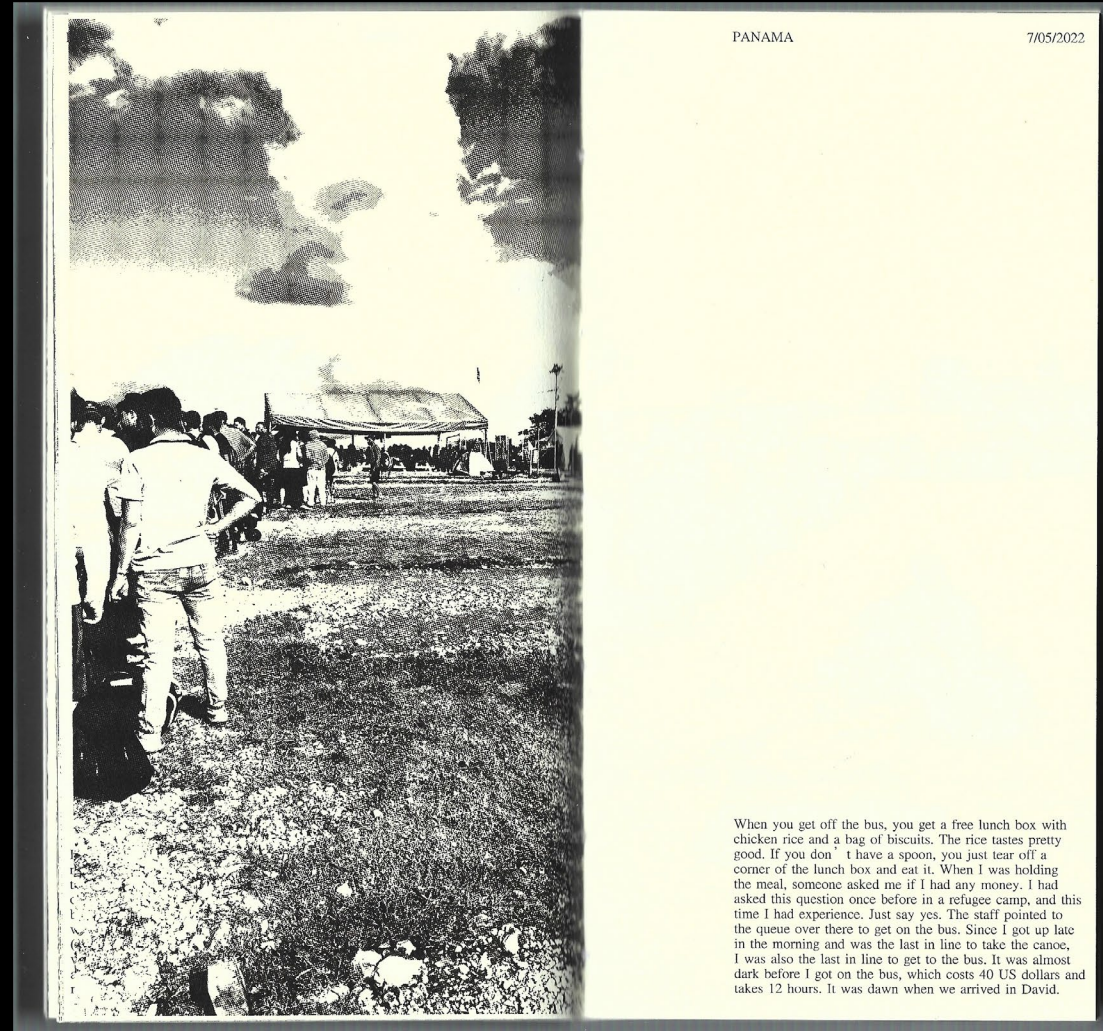 PANAMA
7/05/2022
When you get off the bus, you get a free lunch box with
chicken rice and a bag of biscuits. The rice tastes pretty
good. If you don' t have a spoon, you just tear off a
corner of the lunch box and eat it. When I was holding
the meal, someone asked me if I had any money. I had
asked this question once before in a refugee camp, and this
time I had experience. Just say yes. The staff pointed to
the queue over there to get on the bus. Since I got up late
in the morning and was the last in line to take the canoe,
I was also the last in line to get to the bus. It was almost
dark before I got on the bus, which costs 40 US dollars and
takes 12 hours. It was dawn when we arrived in David.